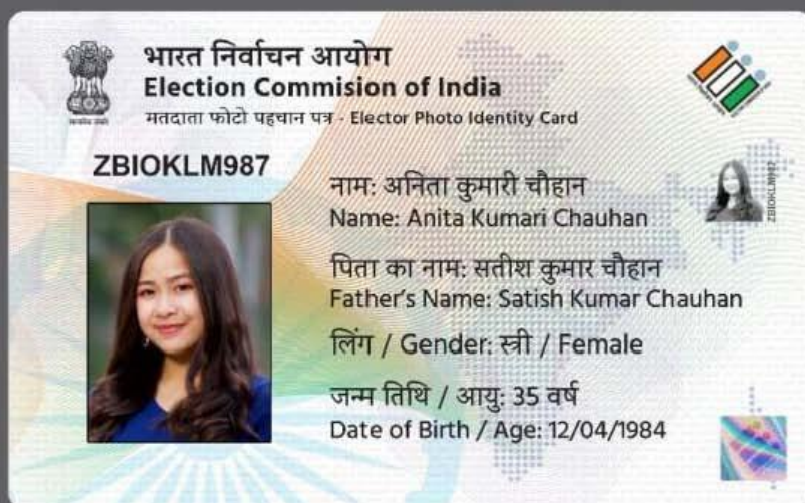 भारत निर्वाचन आयोग
Election Commision of India
मतदाता फोटो पहचान पत्र - Elector Photo Identity Card
ZBIOKLM987
नाम: अनिता कुमारी चौहान
Name: Anita Kumari Chauhan
पिता का नाम: सतीश कुमार चौहान
Father's Name: Satish Kumar Chauhan
लिंग / Gender: स्त्री / Female
जन्म तिथि / आयु: 35 वर्ष
Date of Birth / Age: 12/04/1984
ZBIOKLM987